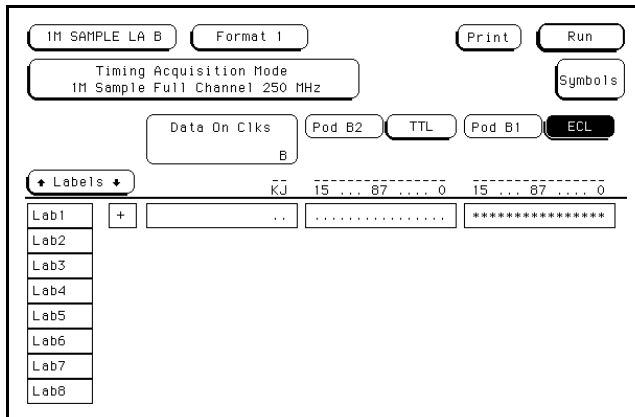 1M SAMPLE LA B Format 1 Print Run
Timing Acquisition Mode
1M Sample Full Channel 250 MHz
Symbols
Data On Clks Pod B2 TTL Pod B1 ECL
B
↑ Labels ↓ KJ 15 ... 87 .... 0 15 ... 87 .... 0
Lab1 + .. ................ ****************
Lab2
Lab3
Lab4
Lab5
Lab6
Lab7
Lab8